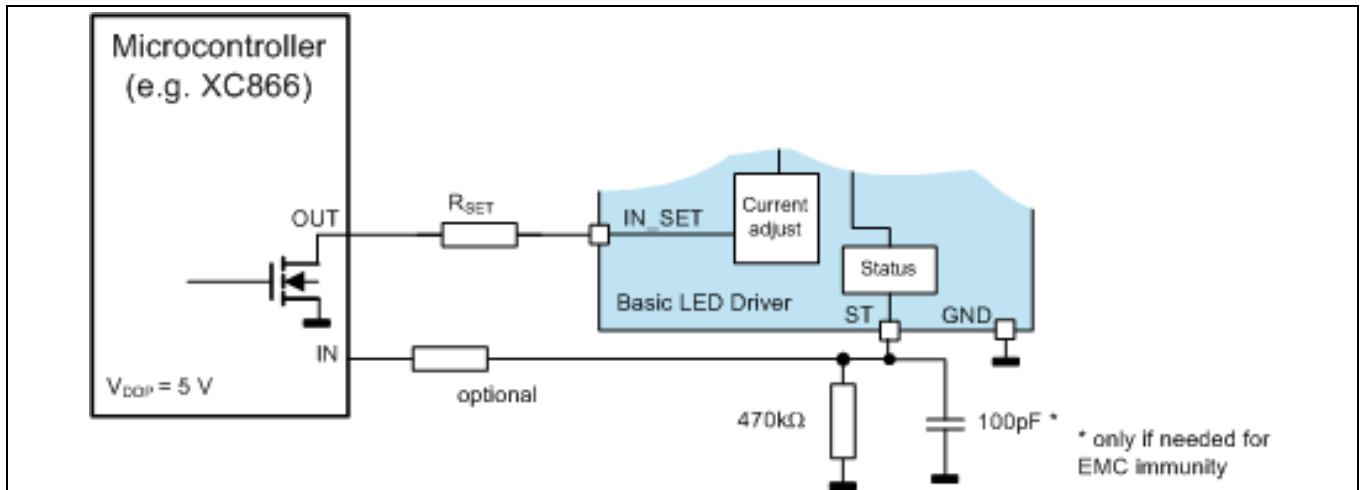 Microcontroller
(e.g. XC866)
OUT
IN
VDDP = 5 V
RSET
optional
IN_SET
Current
adjust
Status
Basic LED Driver
ST
GND
470kΩ
100pF *
* only if needed for
EMC immunity